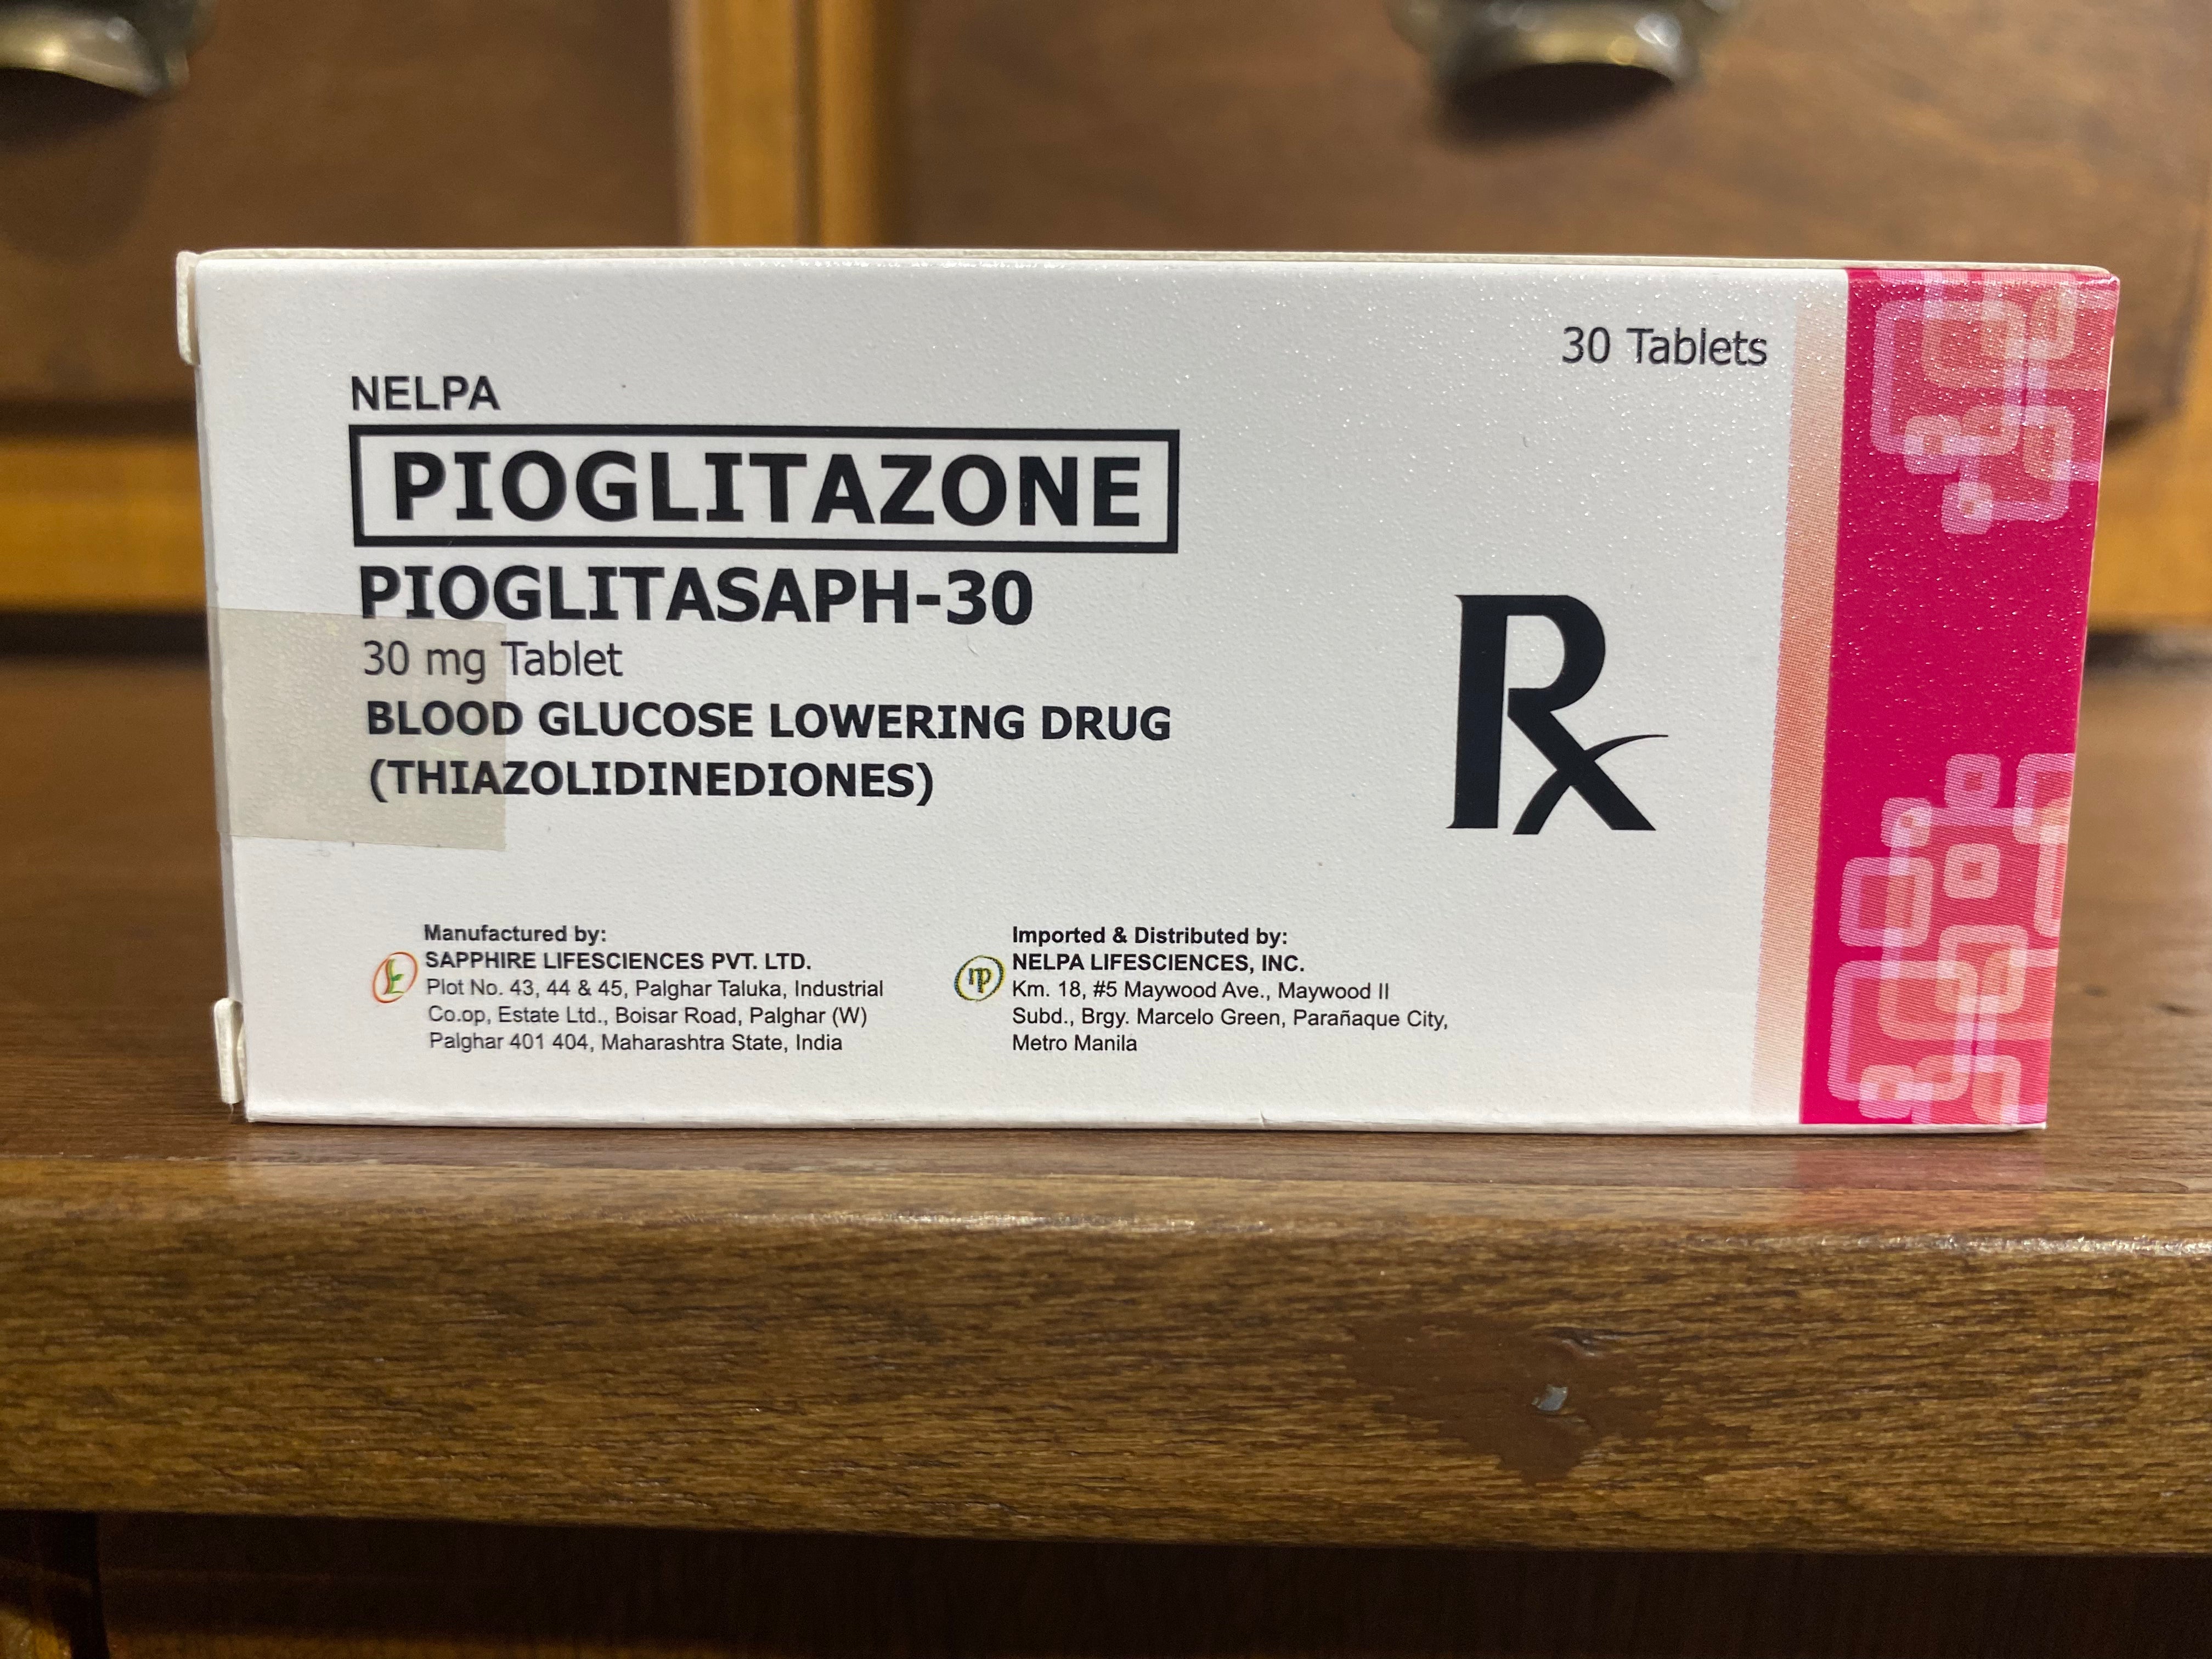 30 Tablets
NELPA
PIOGLITAZONE
PIOGLITASAPH-30
30 mg Tablet
BLOOD GLUCOSE LOWERING DRUG
(THIAZOLIDINEDIONES)
Rx
Manufactured by:
SAPPHIRE LIFESCIENCES PVT. LTD.
Plot No. 43, 44 & 45, Palghar Taluka, Industrial
Co.op, Estate Ltd., Boisar Road, Palghar (W)
Palghar 401 404, Maharashtra State, India
np
Imported & Distributed by:
NELPA LIFESCIENCES, INC.
Km. 18, #5 Maywood Ave., Maywood II
Subd., Brgy. Marcelo Green, Parañaque City,
Metro Manila